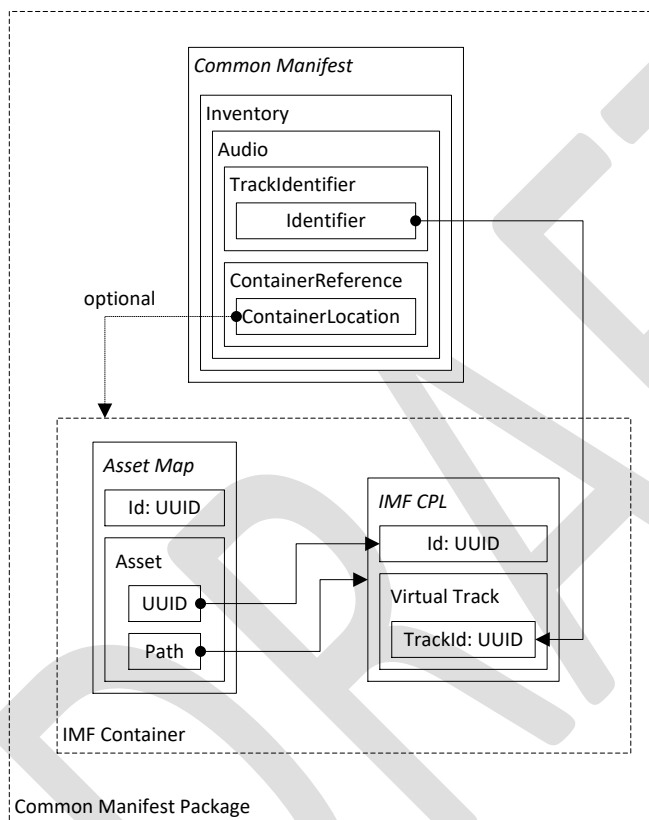 Common Manifest
Inventory
Audio
TrackIdentifier
Identifier
ContainerReference
optional
ContainerLocation
Asset Map
Id: UUID
Asset
UUID
Path
IMF CPL
Id: UUID
Virtual Track
TrackId: UUID
IMF Container
Common Manifest Package
DRAFT